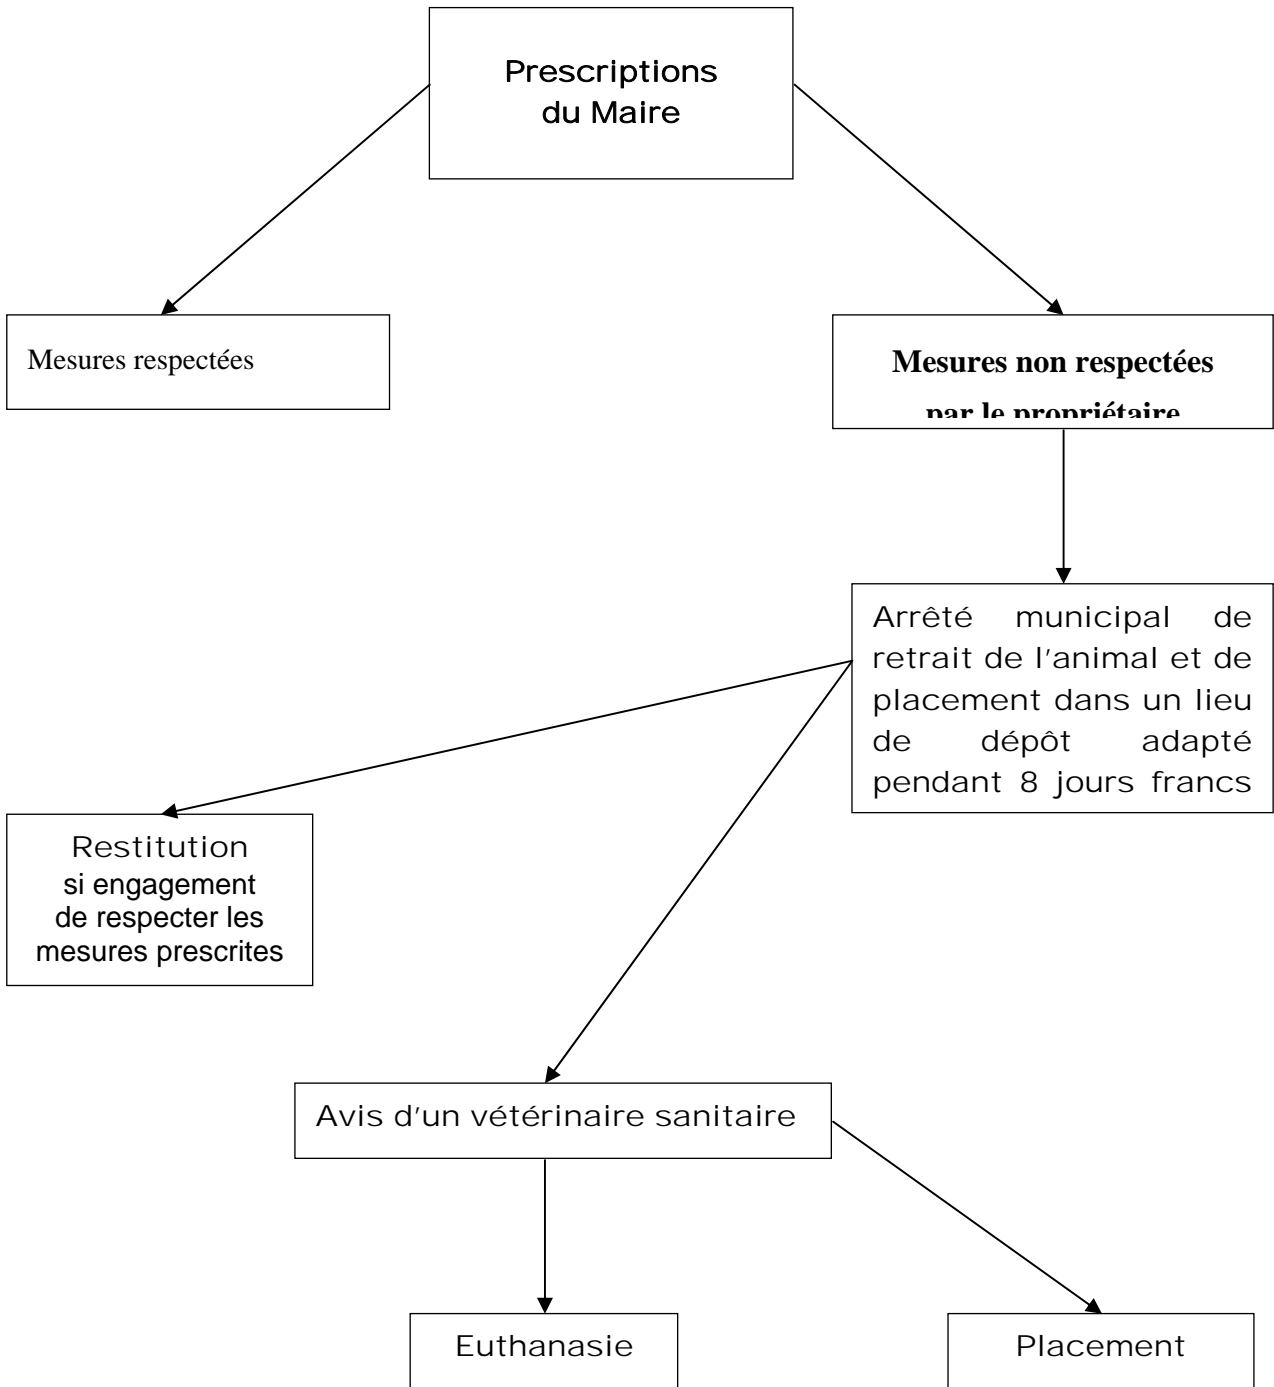 Prescriptions
du Maire
Mesures respectées
Mesures non respectées
par le propriétaire
Arrêté municipal de
retrait de l'animal et de
placement dans un lieu
de dépôt adapté
pendant 8 jours francs
Restitution
si engagement
de respecter les
mesures prescrites
Avis d'un vétérinaire sanitaire
Euthanasie
Placement